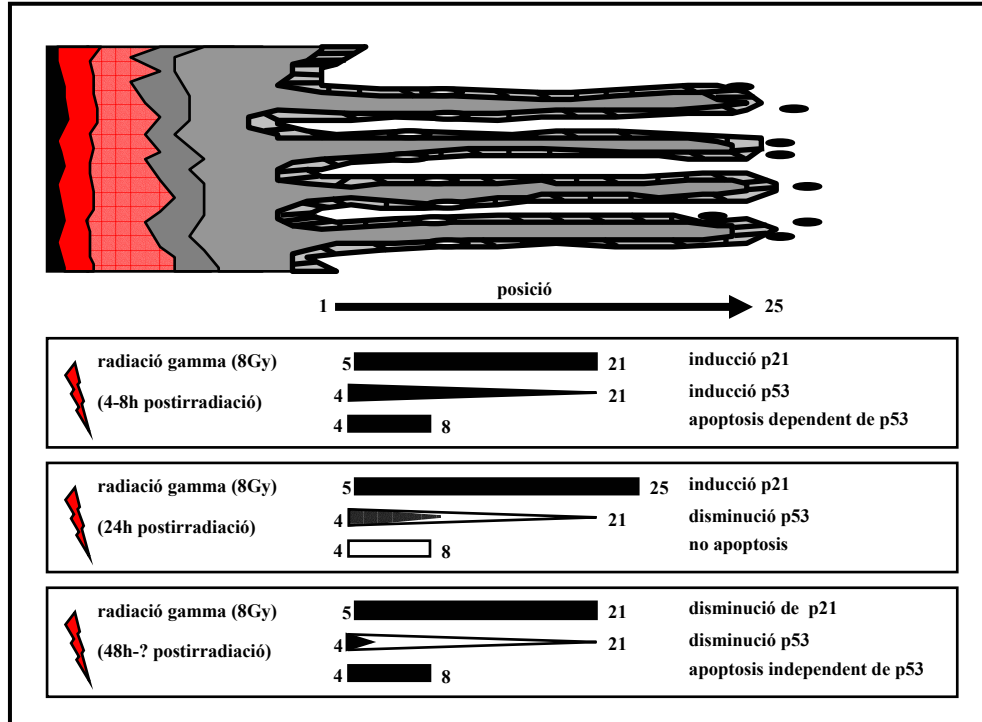 posició
1 25
radiació gamma (8Gy) 5 21 inducció p21
(4-8h postirradiació) 4 21 inducció p53
4 8 apoptosis dependent de p53
radiació gamma (8Gy) 5 25 inducció p21
(24h postirradiació) 4 21 disminució p53
4 8 no apoptosis
radiació gamma (8Gy) 5 21 disminució de p21
(48h-? postirradiació) 4 21 disminució p53
4 8 apoptosis independent de p53